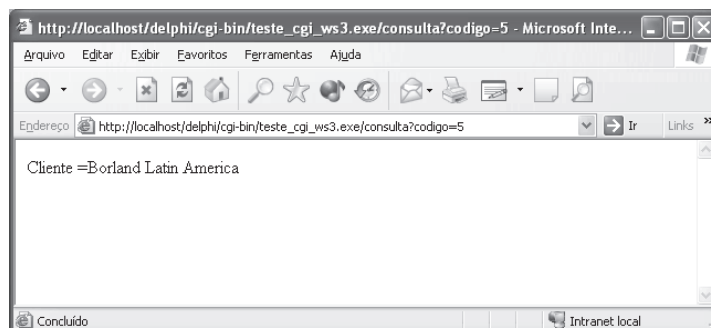 http://localhost/delphi/cgi-bin/teste_cgi_ws3.exe/consulta?codigo=5 - Microsoft Inte...
Arquivo Editar Exibir Favoritos Ferramentas Ajuda
Endereço http://localhost/delphi/cgi-bin/teste_cgi_ws3.exe/consulta?codigo=5 Ir Links »
Cliente =Borland Latin America
Concluído Intranet local